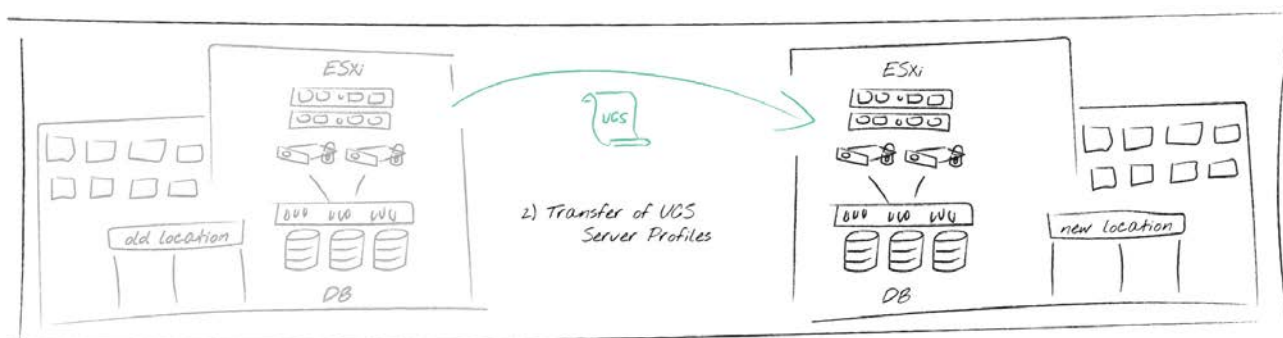 ESXi
old location
DB
UCS
2) Transfer of UCS
Server Profiles
ESXi
new location
DB